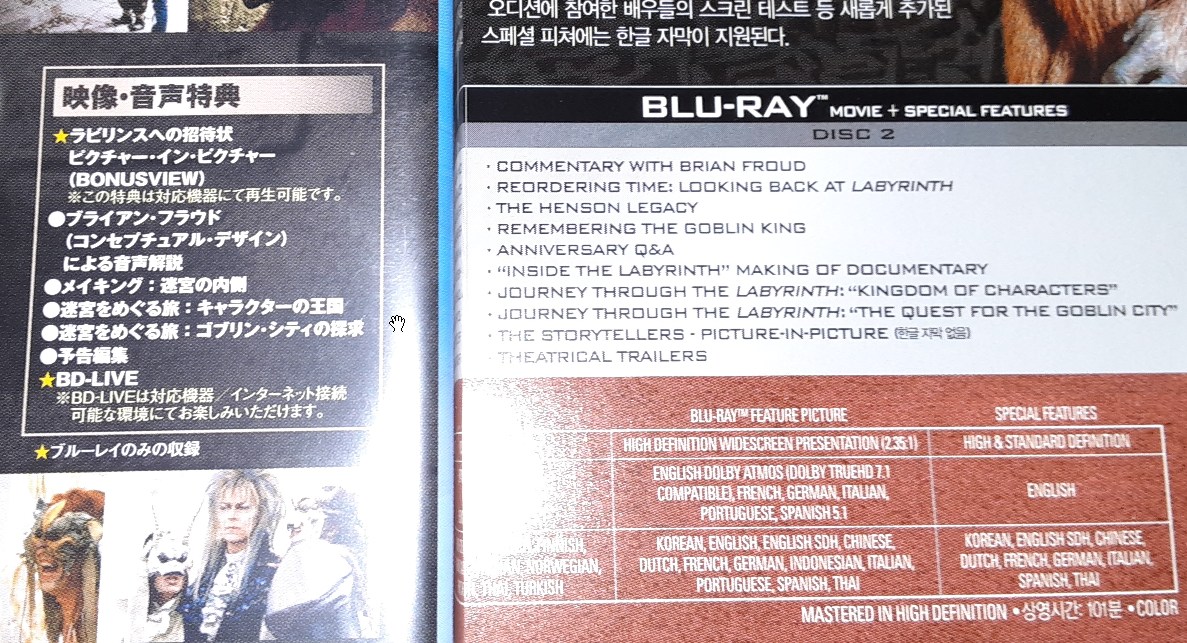 映像・音声特典
★ラビリンスへの招待状
ピクチャー・イン・ピクチャー
(BONUSVIEW)
※この特典は対応機器にて再生可能です。
●ブライアン・フラウド
(コンセプチュアル・デザイン)
による音声解説
●メイキング：迷宮の内側
●迷宮をめぐる旅：キャラクターの王国
●迷宮をめぐる旅：ゴブリン・シティの探求
●予告編集
★BD-LIVE
※BD-LIVEは対応機器／インターネット接続
可能な環境にてお楽しみいただけます。
★ブルーレイのみの収録
오디션에 참여한 배우들의 스크린 테스트 등 새롭게 추가된
스페셜 피쳐에는 한글 자막이 지원된다.
BLU-RAY™ MOVIE + SPECIAL FEATURES
DISC 2
· COMMENTARY WITH BRIAN FROUD
· REORDERING TIME: LOOKING BACK AT LABYRINTH
· THE HENSON LEGACY
· REMEMBERING THE GOBLIN KING
· ANNIVERSARY Q&A
· "INSIDE THE LABYRINTH" MAKING OF DOCUMENTARY
· JOURNEY THROUGH THE LABYRINTH: "KINGDOM OF CHARACTERS"
· JOURNEY THROUGH THE LABYRINTH: "THE QUEST FOR THE GOBLIN CITY"
· THE STORYTELLERS - PICTURE-IN-PICTURE (한글 자막 없음)
· THEATRICAL TRAILERS
BLU-RAY™ FEATURE PICTURE
SPECIAL FEATURES
HIGH DEFINITION WIDESCREEN PRESENTATION (2.35:1)
HIGH & STANDARD DEFINITION
ENGLISH DOLBY ATMOS (DOLBY TRUEHD 7.1
COMPATIBLE), FRENCH, GERMAN, ITALIAN,
PORTUGUESE, SPANISH 5.1
ENGLISH
FINNISH,
NORWEGIAN,
THAI, TURKISH
KOREAN, ENGLISH, ENGLISH SDH, CHINESE,
DUTCH, FRENCH, GERMAN, INDONESIAN, ITALIAN,
PORTUGUESE, SPANISH, THAI
KOREAN, ENGLISH SDH, CHINESE,
DUTCH, FRENCH, GERMAN, ITALIAN,
SPANISH, THAI
MASTERED IN HIGH DEFINITION •상영시간: 101분 •COLOR